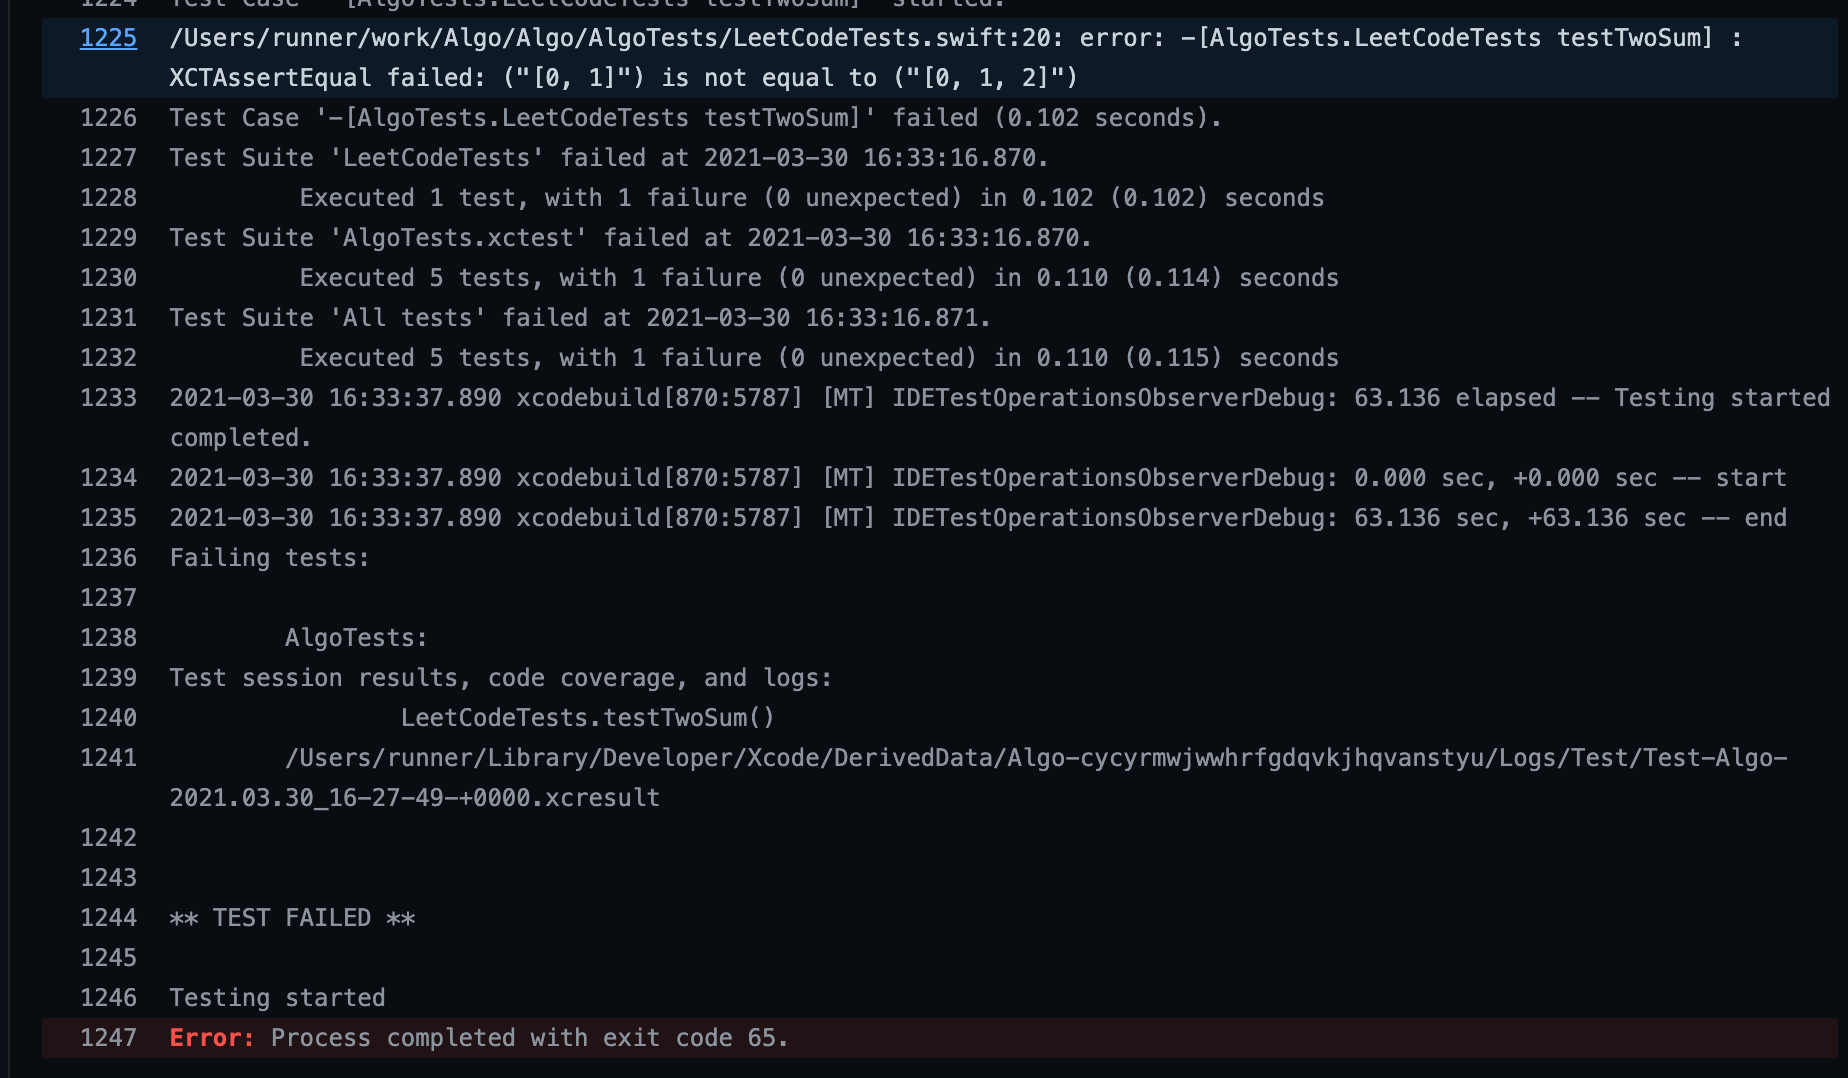 1224 Test Case '-[AlgoTests.LeetCodeTests testTwoSum]' started.
1225 /Users/runner/work/Algo/Algo/AlgoTests/LeetCodeTests.swift:20: error: -[AlgoTests.LeetCodeTests testTwoSum] :
XCTAssertEqual failed: ("[0, 1]") is not equal to ("[0, 1, 2]")
1226 Test Case '-[AlgoTests.LeetCodeTests testTwoSum]' failed (0.102 seconds).
1227 Test Suite 'LeetCodeTests' failed at 2021-03-30 16:33:16.870.
1228 Executed 1 test, with 1 failure (0 unexpected) in 0.102 (0.102) seconds
1229 Test Suite 'AlgoTests.xctest' failed at 2021-03-30 16:33:16.870.
1230 Executed 5 tests, with 1 failure (0 unexpected) in 0.110 (0.114) seconds
1231 Test Suite 'All tests' failed at 2021-03-30 16:33:16.871.
1232 Executed 5 tests, with 1 failure (0 unexpected) in 0.110 (0.115) seconds
1233 2021-03-30 16:33:37.890 xcodebuild[870:5787] [MT] IDETestOperationsObserverDebug: 63.136 elapsed -- Testing started
completed.
1234 2021-03-30 16:33:37.890 xcodebuild[870:5787] [MT] IDETestOperationsObserverDebug: 0.000 sec, +0.000 sec -- start
1235 2021-03-30 16:33:37.890 xcodebuild[870:5787] [MT] IDETestOperationsObserverDebug: 63.136 sec, +63.136 sec -- end
1236 Failing tests:
1237
1238 AlgoTests:
1239 Test session results, code coverage, and logs:
1240 LeetCodeTests.testTwoSum()
1241 /Users/runner/Library/Developer/Xcode/DerivedData/Algo-cycyrmwjwwhrfgdqvkjhqvanstyu/Logs/Test/Test-Algo-
2021.03.30_16-27-49-+0000.xcresult
1242
1243
1244 ** TEST FAILED **
1245
1246 Testing started
1247 Error: Process completed with exit code 65.